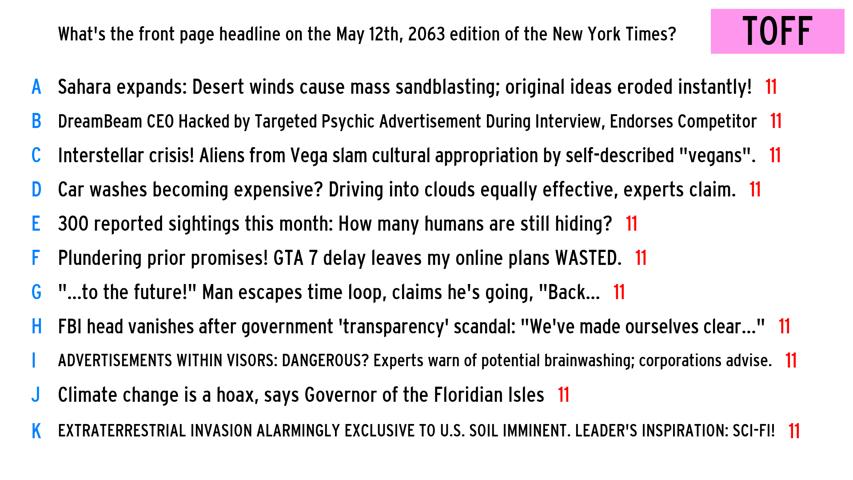 What's the front page headline on the May 12th, 2063 edition of the New York Times?
TOFF
A Sahara expands: Desert winds cause mass sandblasting; original ideas eroded instantly! 11
B DreamBeam CEO Hacked by Targeted Psychic Advertisement During Interview, Endorses Competitor 11
C Interstellar crisis! Aliens from Vega slam cultural appropriation by self-described "vegans". 11
D Car washes becoming expensive? Driving into clouds equally effective, experts claim. 11
E 300 reported sightings this month: How many humans are still hiding? 11
F Plundering prior promises! GTA 7 delay leaves my online plans WASTED. 11
G "...to the future!" Man escapes time loop, claims he's going, "Back... 11
H FBI head vanishes after government 'transparency' scandal: "We've made ourselves clear..." 11
I ADVERTISEMENTS WITHIN VISORS: DANGEROUS? Experts warn of potential brainwashing; corporations advise. 11
J Climate change is a hoax, says Governor of the Floridian Isles 11
K EXTRATERRESTRIAL INVASION ALARMINGLY EXCLUSIVE TO U.S. SOIL IMMINENT. LEADER'S INSPIRATION: SCI-FI! 11